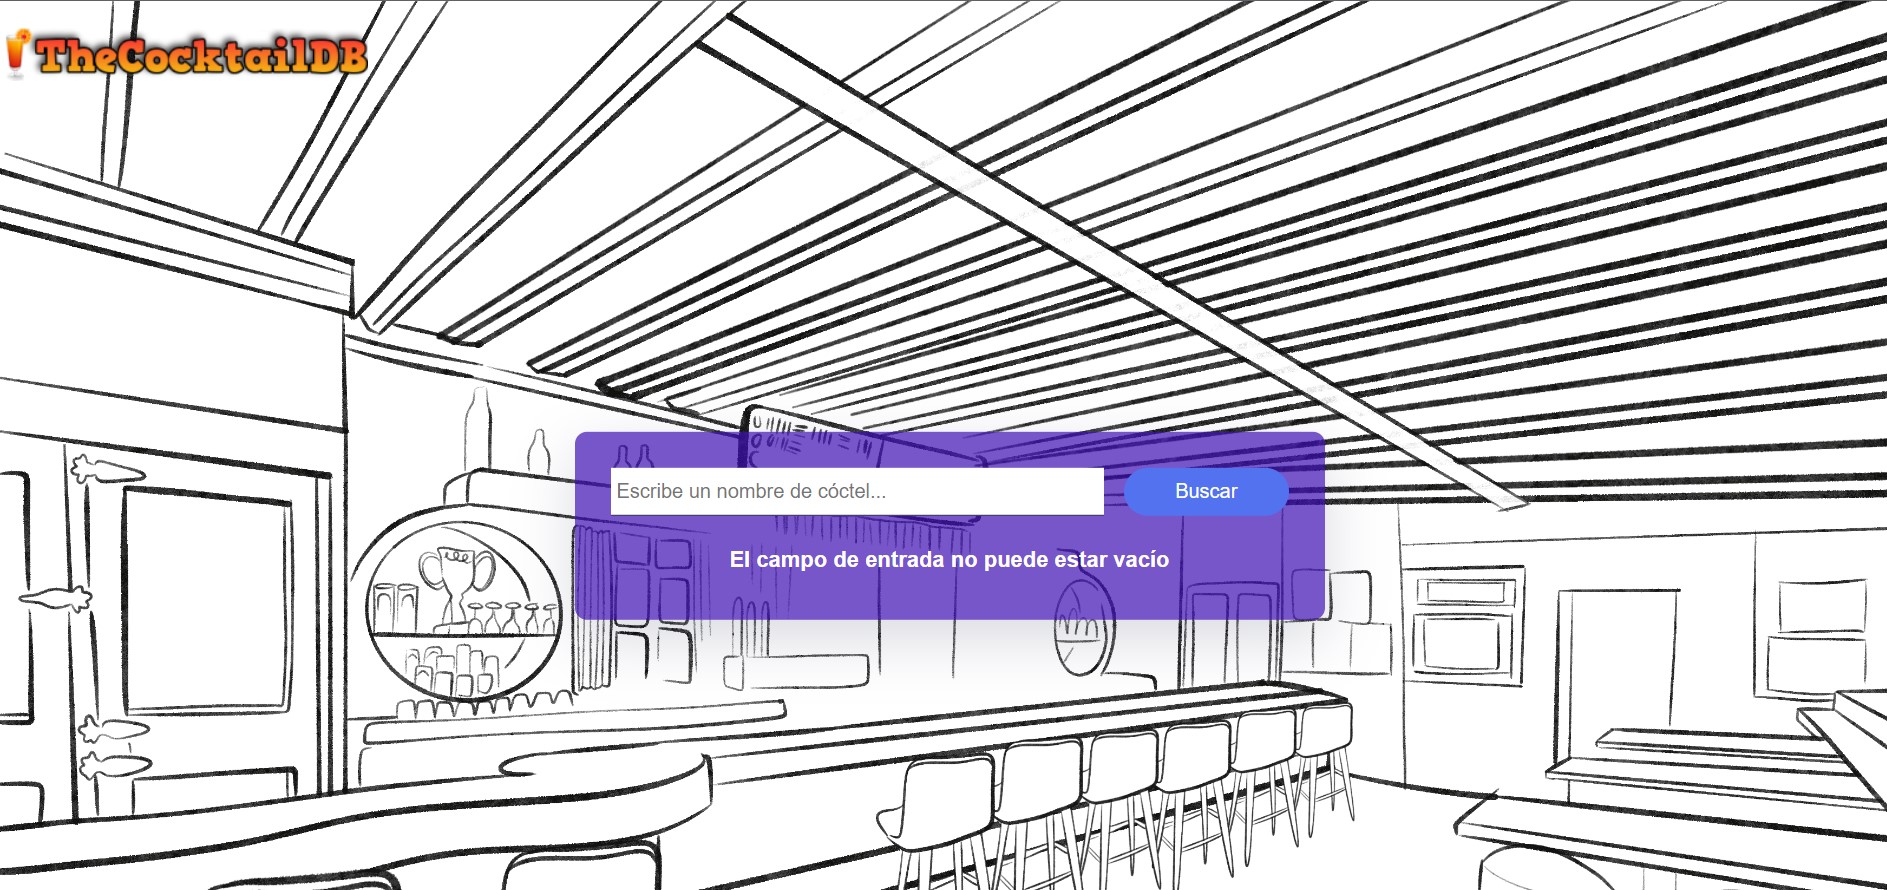 TheCocktailDB
Escribe un nombre de cóctel... Buscar
El campo de entrada no puede estar vacío